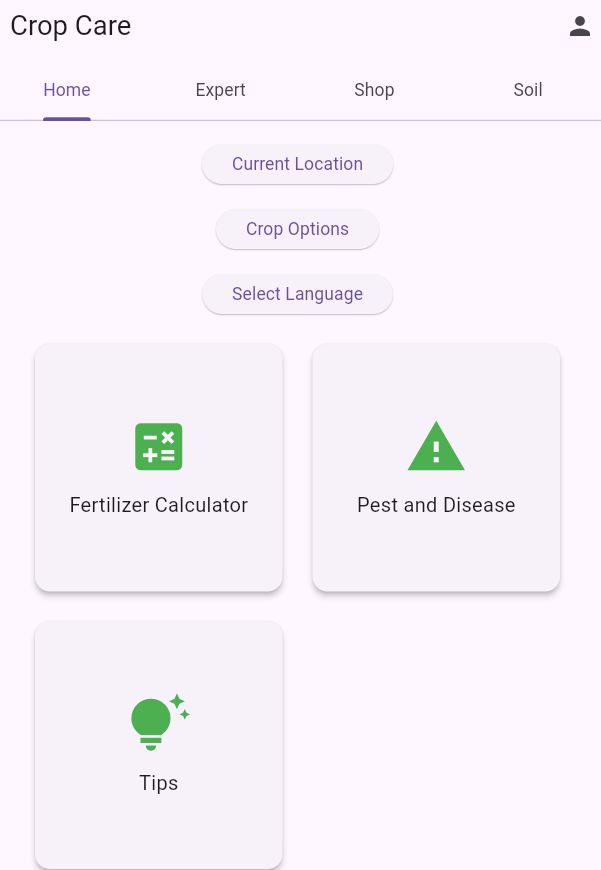 Crop Care
Home Expert Shop Soil
Current Location
Crop Options
Select Language
Fertilizer Calculator Pest and Disease
Tips